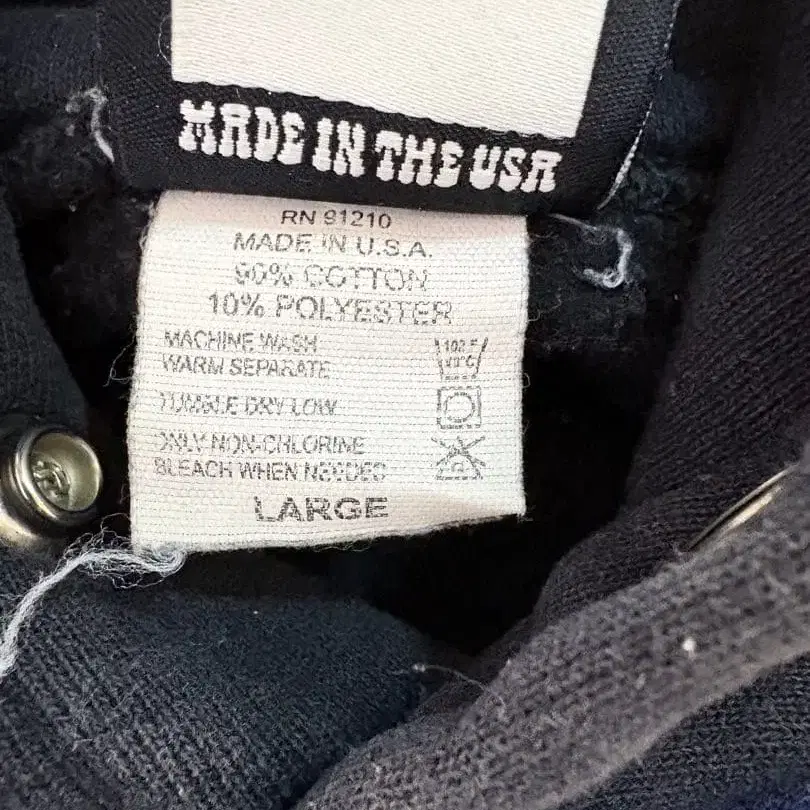 MADE IN THE USA
RN 91210
MADE IN U.S.A.
90% COTTON
10% POLYESTER
MACHINE WASH
WARM SEPARATE
TUMBLE DRY LOW
ONLY NON-CHLORINE
BLEACH WHEN NEEDED
LARGE